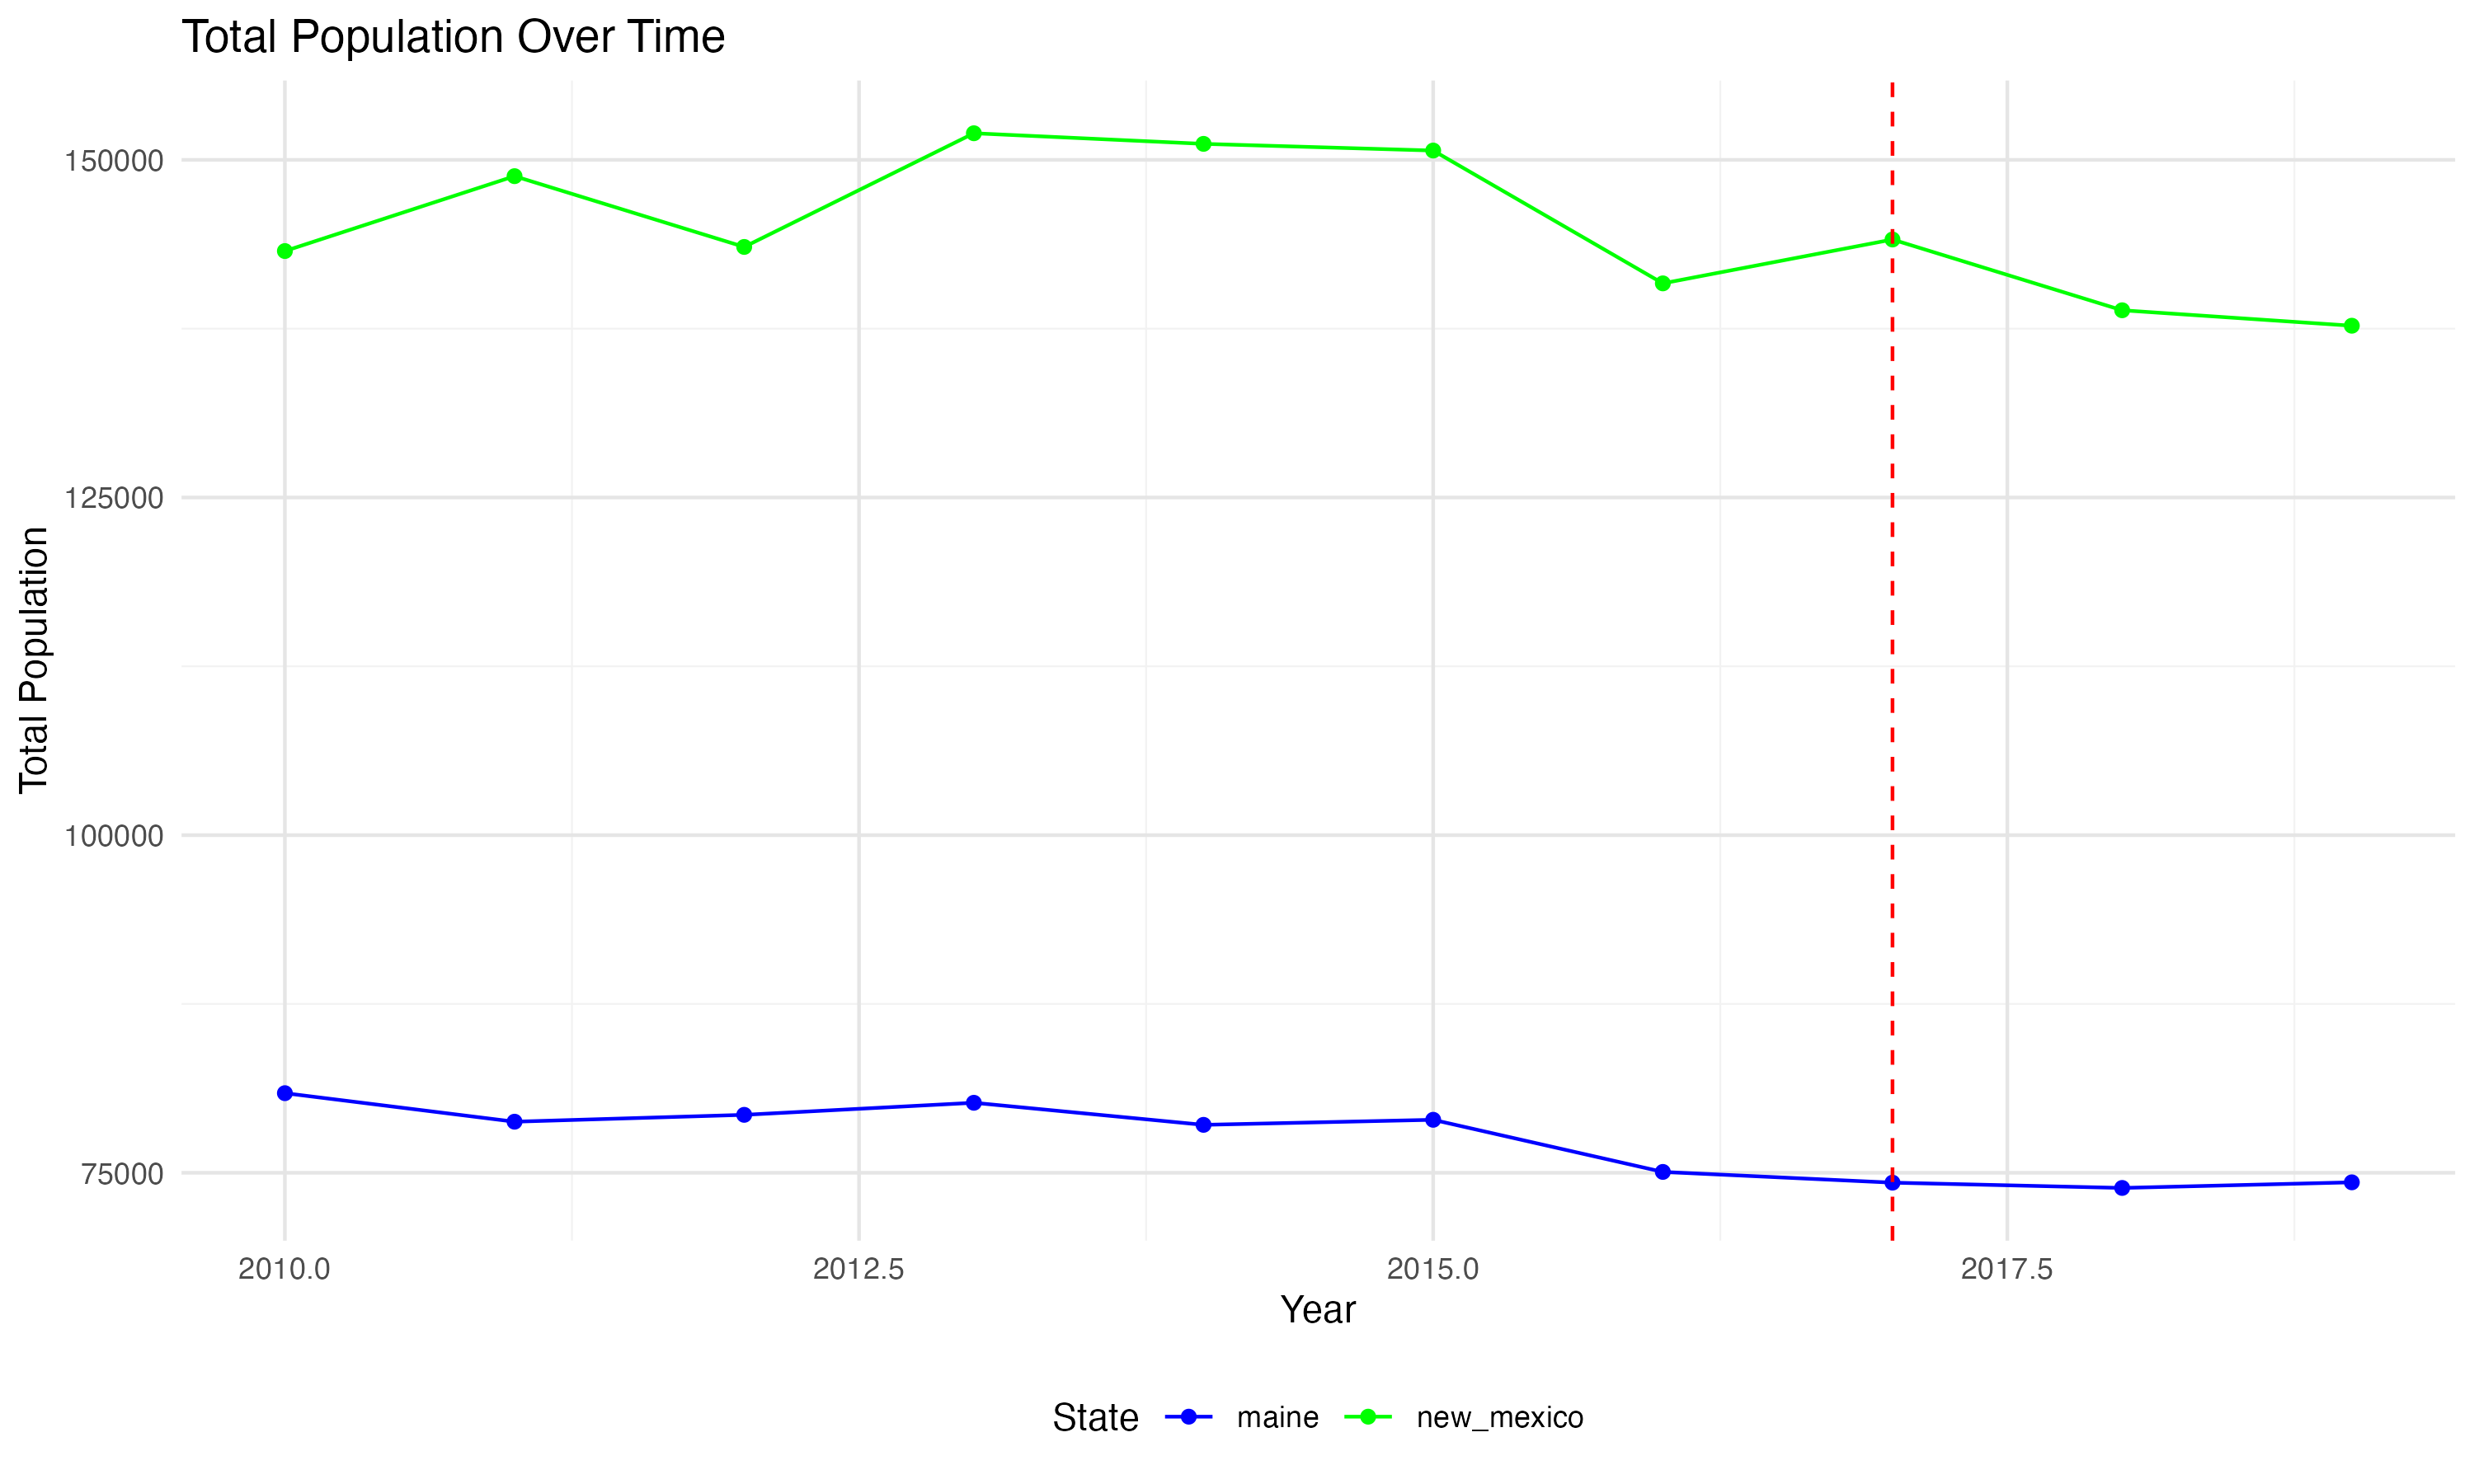 Total Population Over Time
Total Population
150000
125000
100000
75000
2010.0 2012.5 2015.0 2017.5
Year
State maine new_mexico